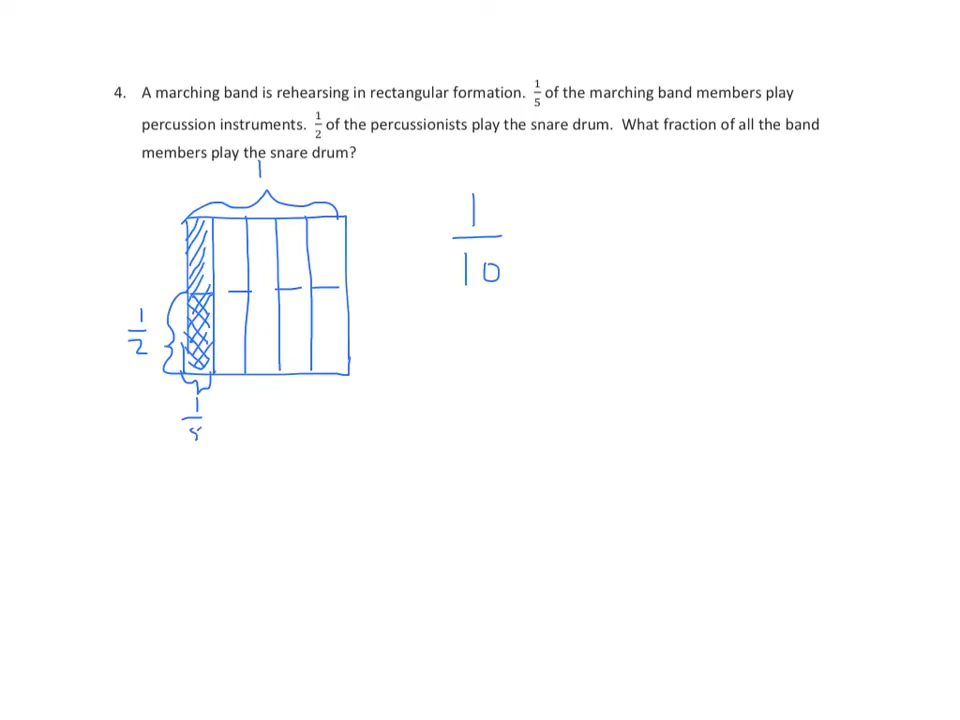 4. A marching band is rehearsing in rectangular formation. 1/5 of the marching band members play
percussion instruments. 1/2 of the percussionists play the snare drum. What fraction of all the band
members play the snare drum?
1
1/10
1/2
1/5